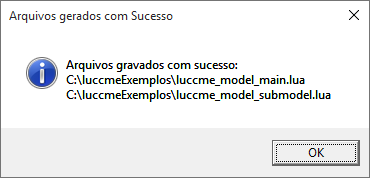 Arquivos gerados com Sucesso
Arquivos gravados com sucesso:
C:\luccmeExemplos\luccme_model_main.lua
C:\luccmeExemplos\luccme_model_submodel.lua
OK